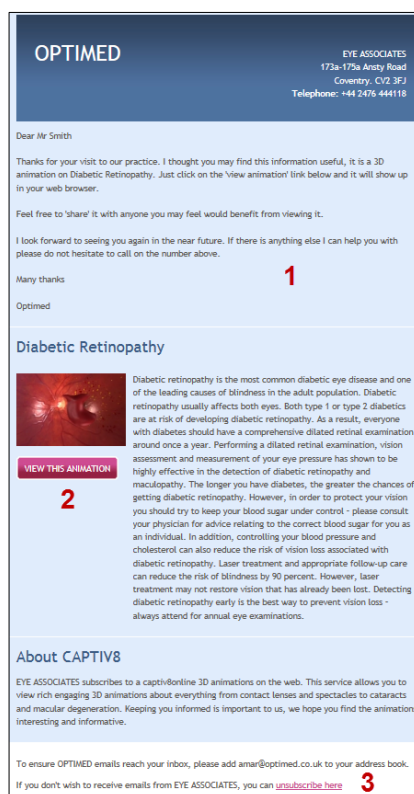 OPTIMED
EYE ASSOCIATES
173a-175a Ansty Road
Coventry. CV2 3FJ
Telephone: +44 2476 444118
Dear Mr Smith
Thanks for your visit to our practice. I thought you may find this information useful, it is a 3D
animation on Diabetic Retinopathy. Just click on the 'view animation' link below and it will show up
in your web browser.
Feel free to 'share' it with anyone you may feel would benefit from viewing it.
I look forward to seeing you again in the near future. If there is anything else I can help you with
please do not hesitate to call on the number above.
1
Many thanks
Optimed
Diabetic Retinopathy
Diabetic retinopathy is the most common diabetic eye disease and one
of the leading causes of blindness in the adult population. Diabetic
retinopathy usually affects both eyes. Both type 1 or type 2 diabetics
are at risk of developing diabetic retinopathy. As a result, everyone
with diabetes should have a comprehensive dilated retinal examination
around once a year. Performing a dilated retinal examination, vision
assessment and measurement of your eye pressure has shown to be
highly effective in the detection of diabetic retinopathy and
maculopathy. The longer you have diabetes, the greater the chances of
getting diabetic retinopathy. However, in order to protect your vision
you should try to keep your blood sugar under control - please consult
your physician for advice relating to the correct blood sugar for you as
an individual. In addition, controlling your blood pressure and
cholesterol can also reduce the risk of vision loss associated with
diabetic retinopathy. Laser treatment and appropriate follow-up care
can reduce the risk of blindness by 90 percent. However, laser
treatment may not restore vision that has already been lost. Detecting
diabetic retinopathy early is the best way to prevent vision loss -
always attend for annual eye examinations.
VIEW THIS ANIMATION
2
About CAPTIV8
EYE ASSOCIATES subscribes to a captiv8online 3D animations on the web. This service allows you to
view rich engaging 3D animations about everything from contact lenses and spectacles to cataracts
and macular degeneration. Keeping you informed is important to us, we hope you find the animation
interesting and informative.
To ensure OPTIMED emails reach your inbox, please add amar@optimed.co.uk to your address book.
If you don't wish to receive emails from EYE ASSOCIATES, you can unsubscribe here
3